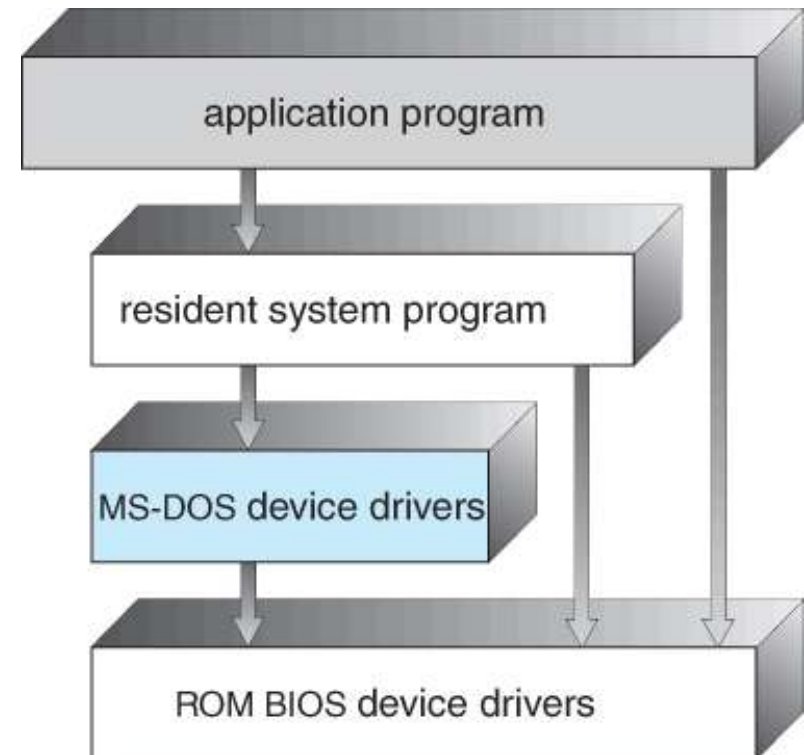 application program
resident system program
MS-DOS device drivers
ROM BIOS device drivers